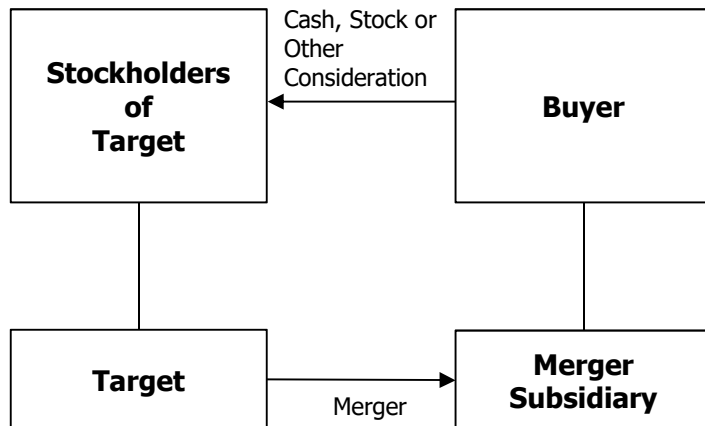 Stockholders
of
Target
Cash, Stock or
Other
Consideration
Buyer
Target
Merger
Merger
Subsidiary